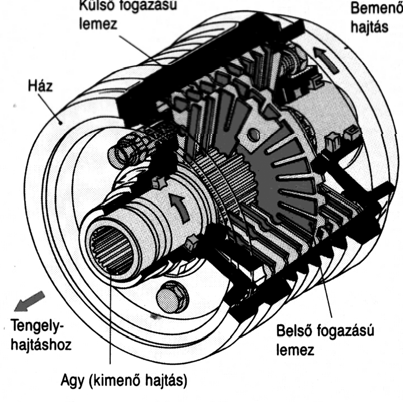 Külső fogazású
lemez
Bemenő
hajtás
Ház
Tengely-
hajtáshoz
Belső fogazású
lemez
Agy (kimenő hajtás)